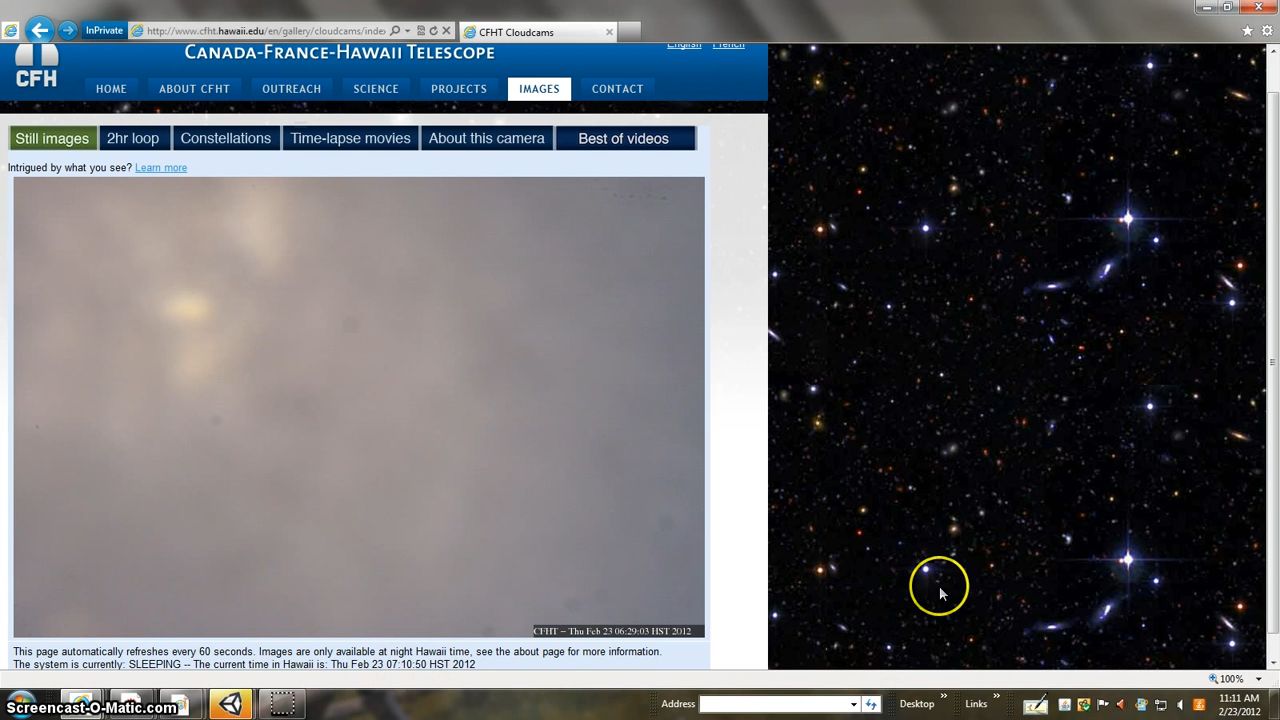 InPrivate http://www.cfht.hawaii.edu/en/gallery/cloudcams/inde CFHT Cloudcams
CANADA-FRANCE-HAWAII TELESCOPE English French
CFH
HOME ABOUT CFHT OUTREACH SCIENCE PROJECTS IMAGES CONTACT
Still images 2hr loop Constellations Time-lapse movies About this camera Best of videos
Intrigued by what you see? Learn more
CFHT -- Thu Feb 23 06:29:03 HST 2012
This page automatically refreshes every 60 seconds. Images are only available at night Hawaii time, see the about page for more information.
The system is currently: SLEEPING -- The current time in Hawaii is: Thu Feb 23 07:10:50 HST 2012
100%
Screencast-O-Matic.com Address Desktop » Links » 11:11 AM
2/23/2012